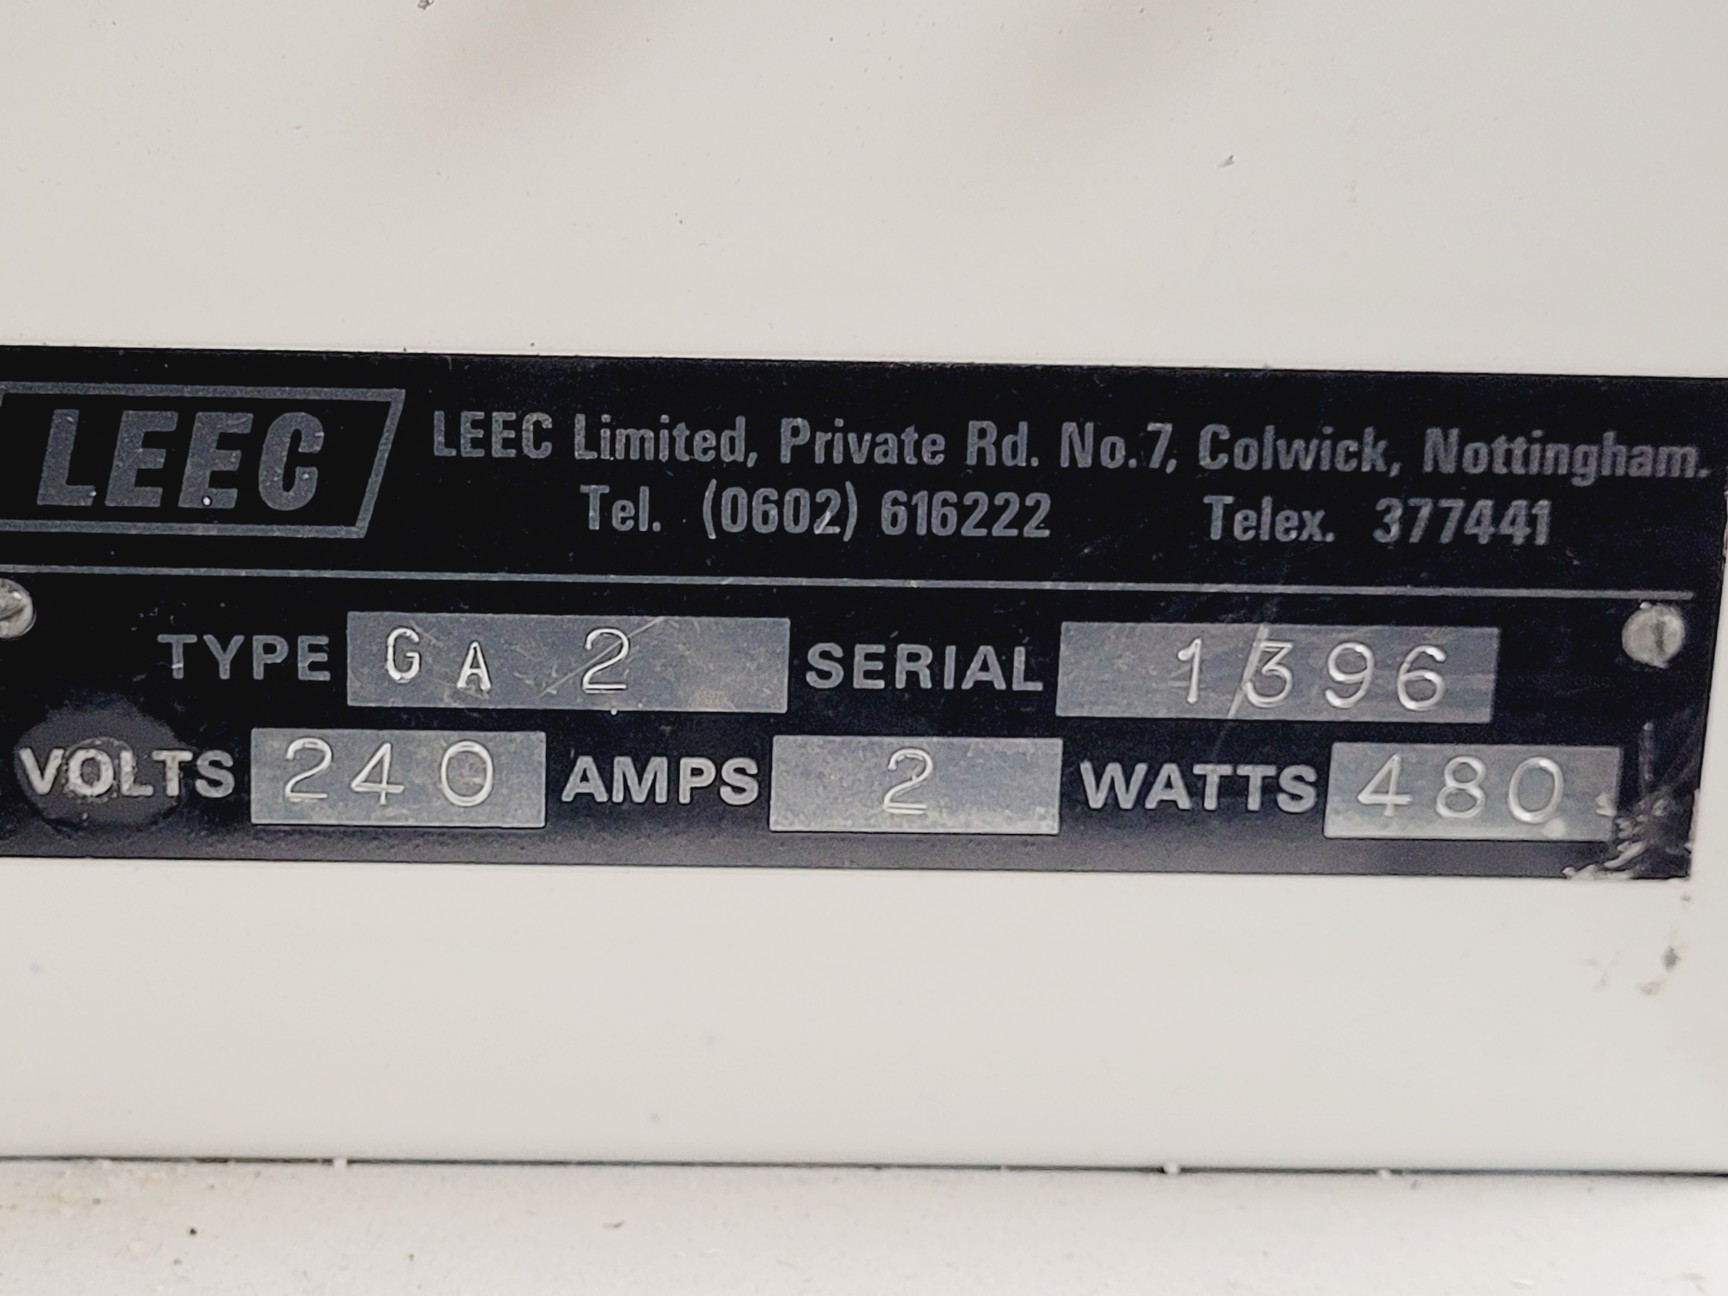 LEEC
LEEC Limited, Private Rd. No.7, Colwick, Nottingham.
Tel. (0602) 616222 Telex. 377441
TYPE GA 2 SERIAL 1396
VOLTS 240 AMPS 2 WATTS 480